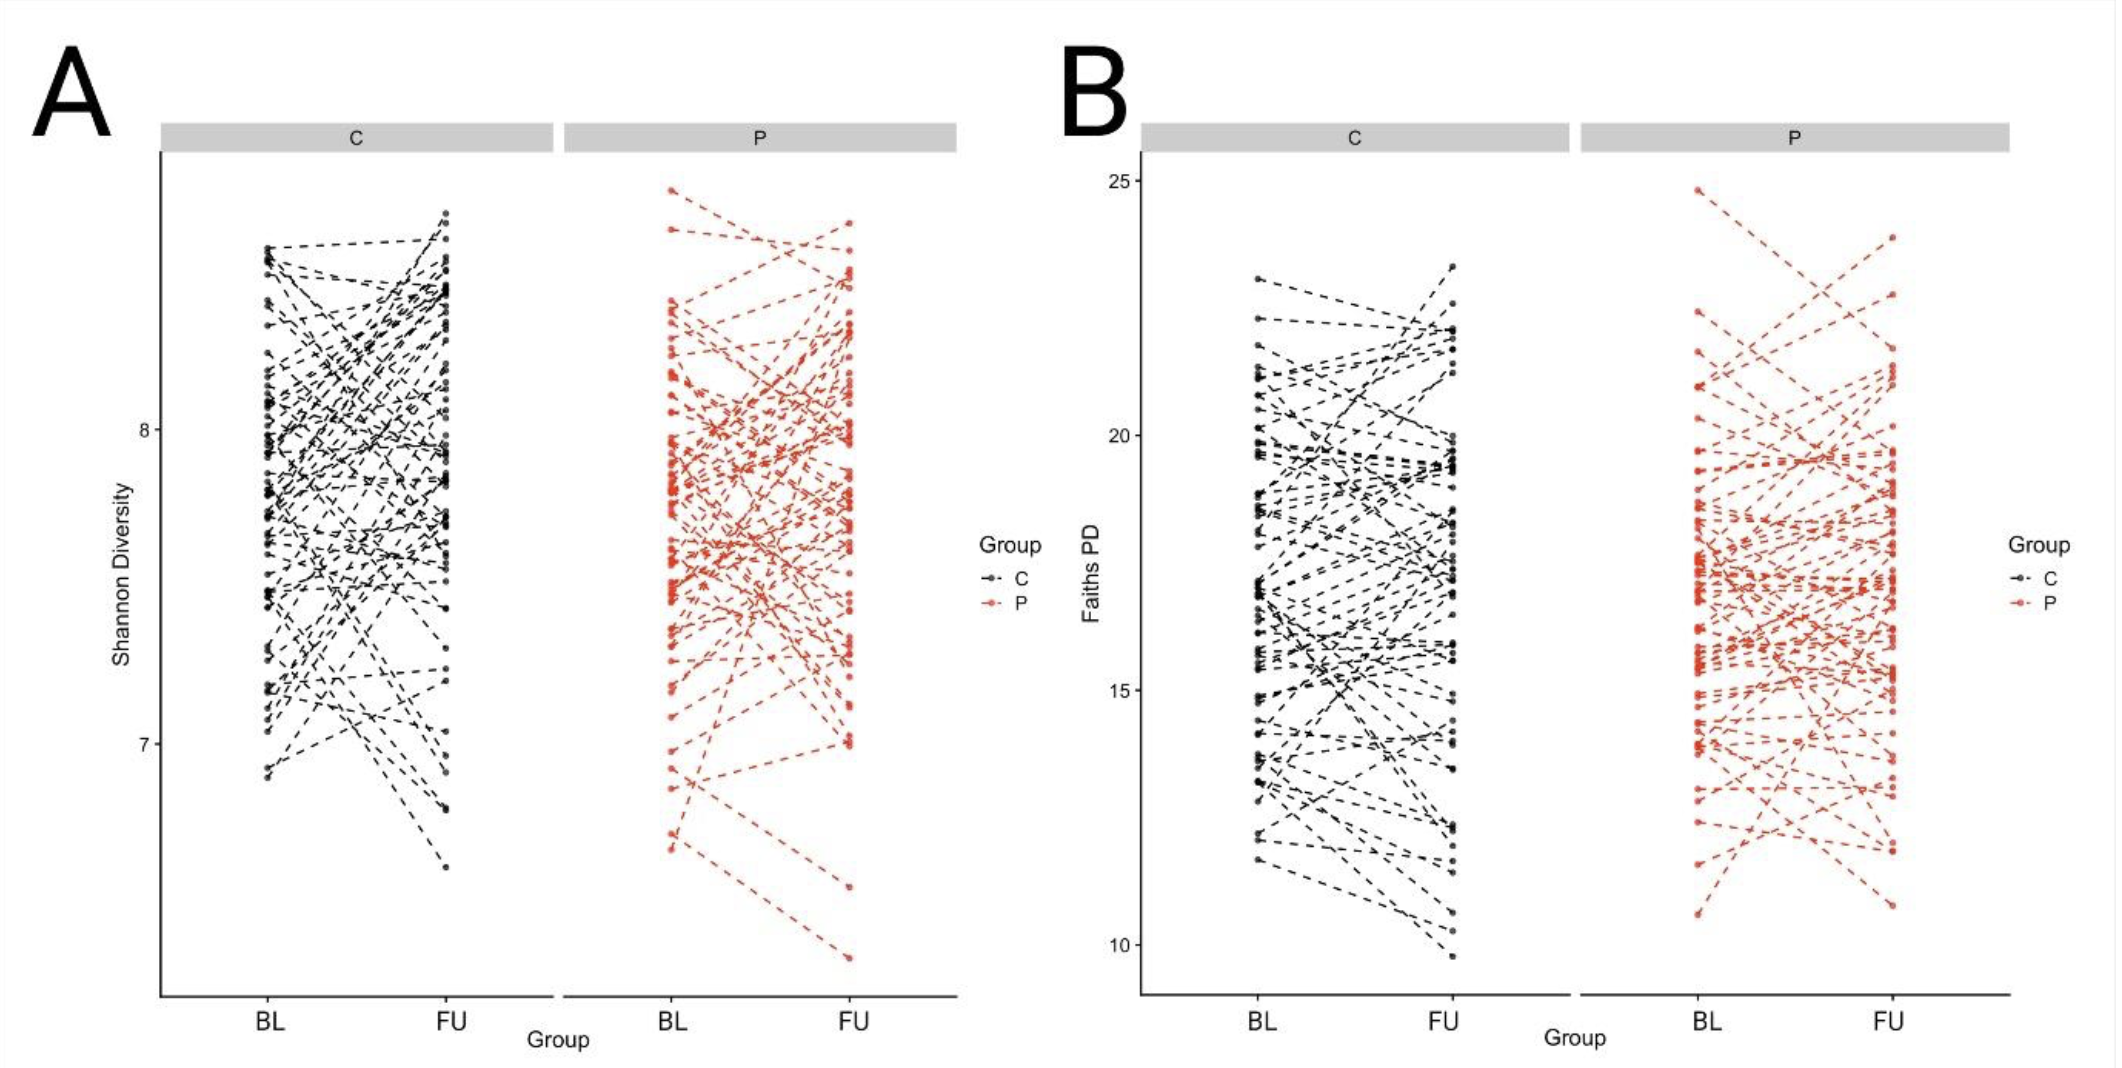 A
C P
8
7
Shannon Diversity
BL FU BL FU
Group
Group
C
P
B
C P
25
20
15
10
Faiths PD
BL FU BL FU
Group
Group
C
P